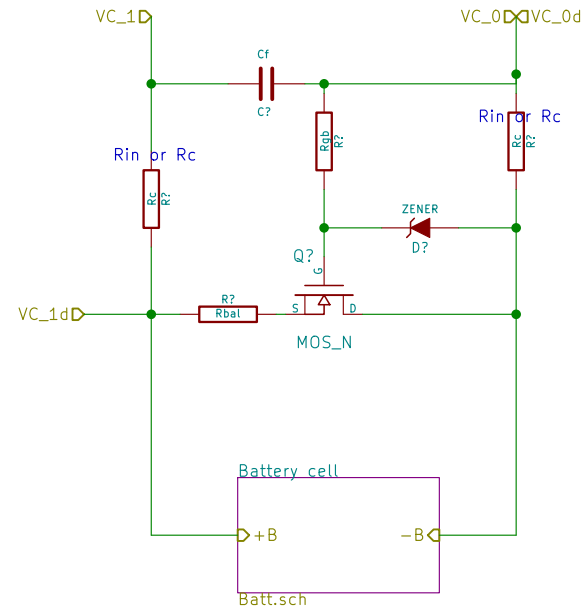 VC_1
VC_0
VC_0d
Cf
C?
Rin or Rc
Rgb
R?
Rc
R?
Rin or Rc
Rc
R?
ZENER
D?
Q?
G
S
D
MOS_N
VC_1d
R?
Rbal
Battery cell
+B
-B
Batt.sch